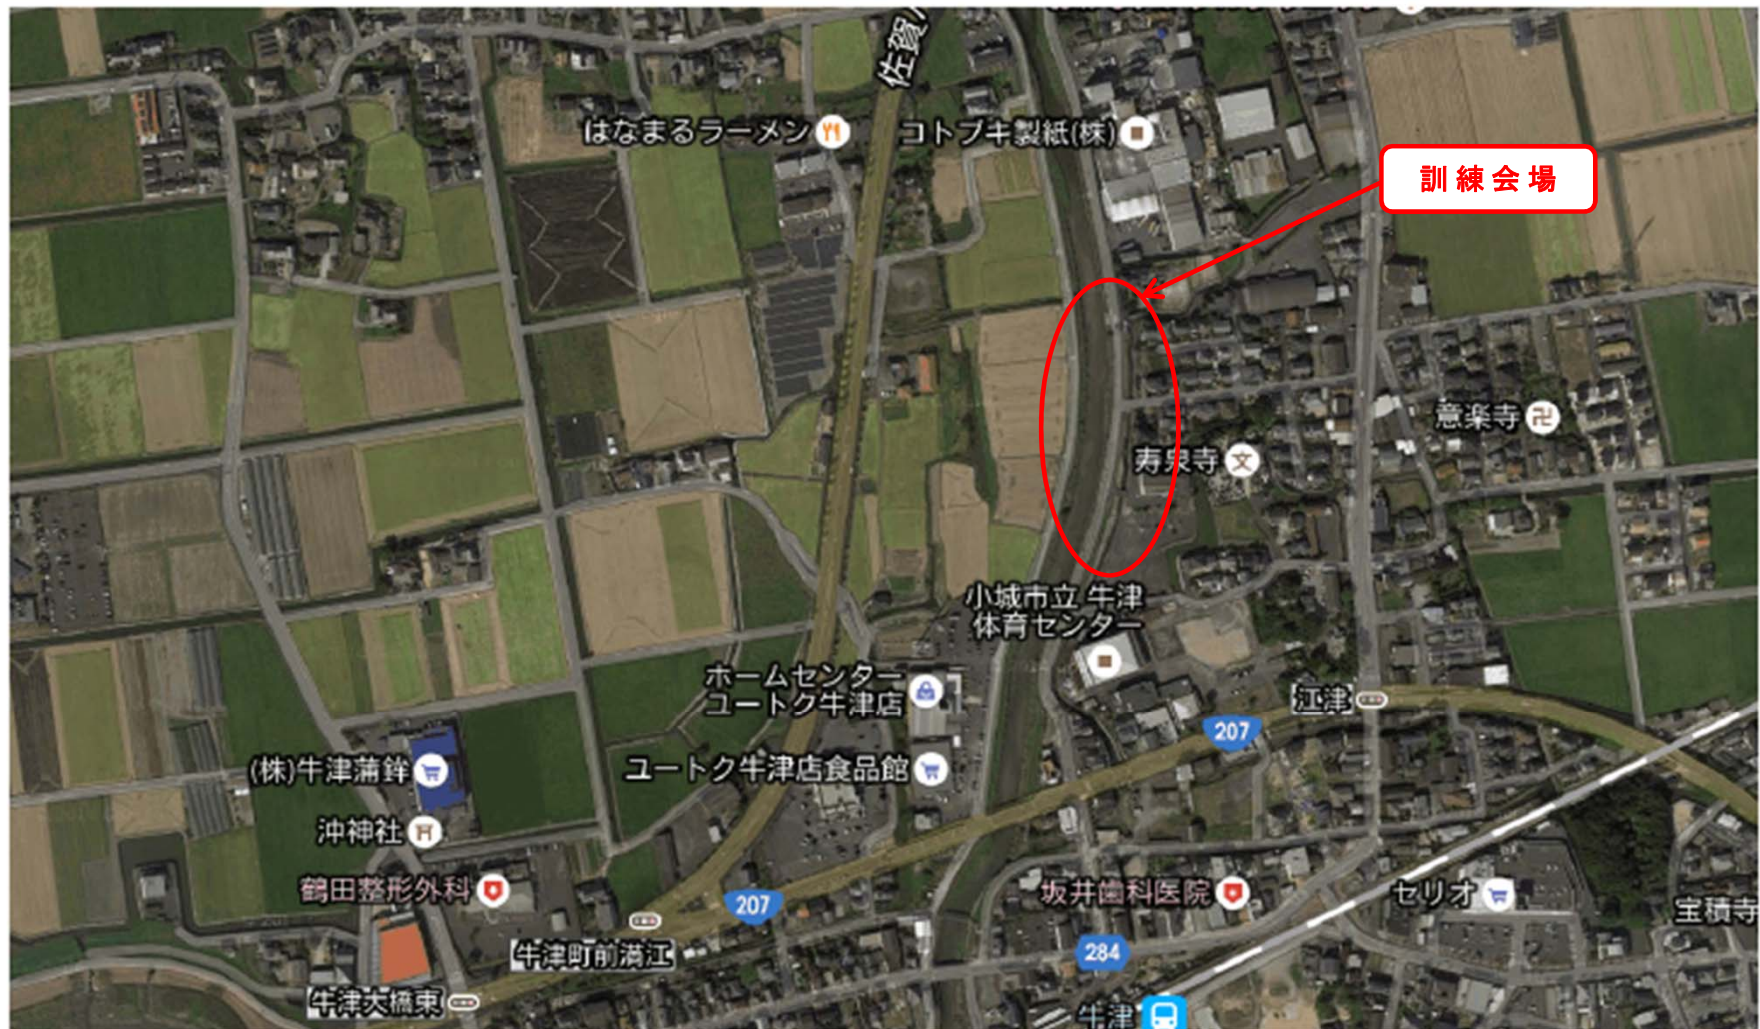 佐賀
はなまるラーメン
コトブキ製紙(株)
訓練会場
意楽寺
卍
寿泉寺
文
小城市立 牛津
体育センター
ホームセンター
ユートク牛津店
江津
207
(株)牛津蒲鉾
ユートク牛津店食品館
沖神社
鶴田整形外科
207
坂井歯科医院
セリオ
宝積寺
牛津町前満江
284
牛津大橋東
牛津